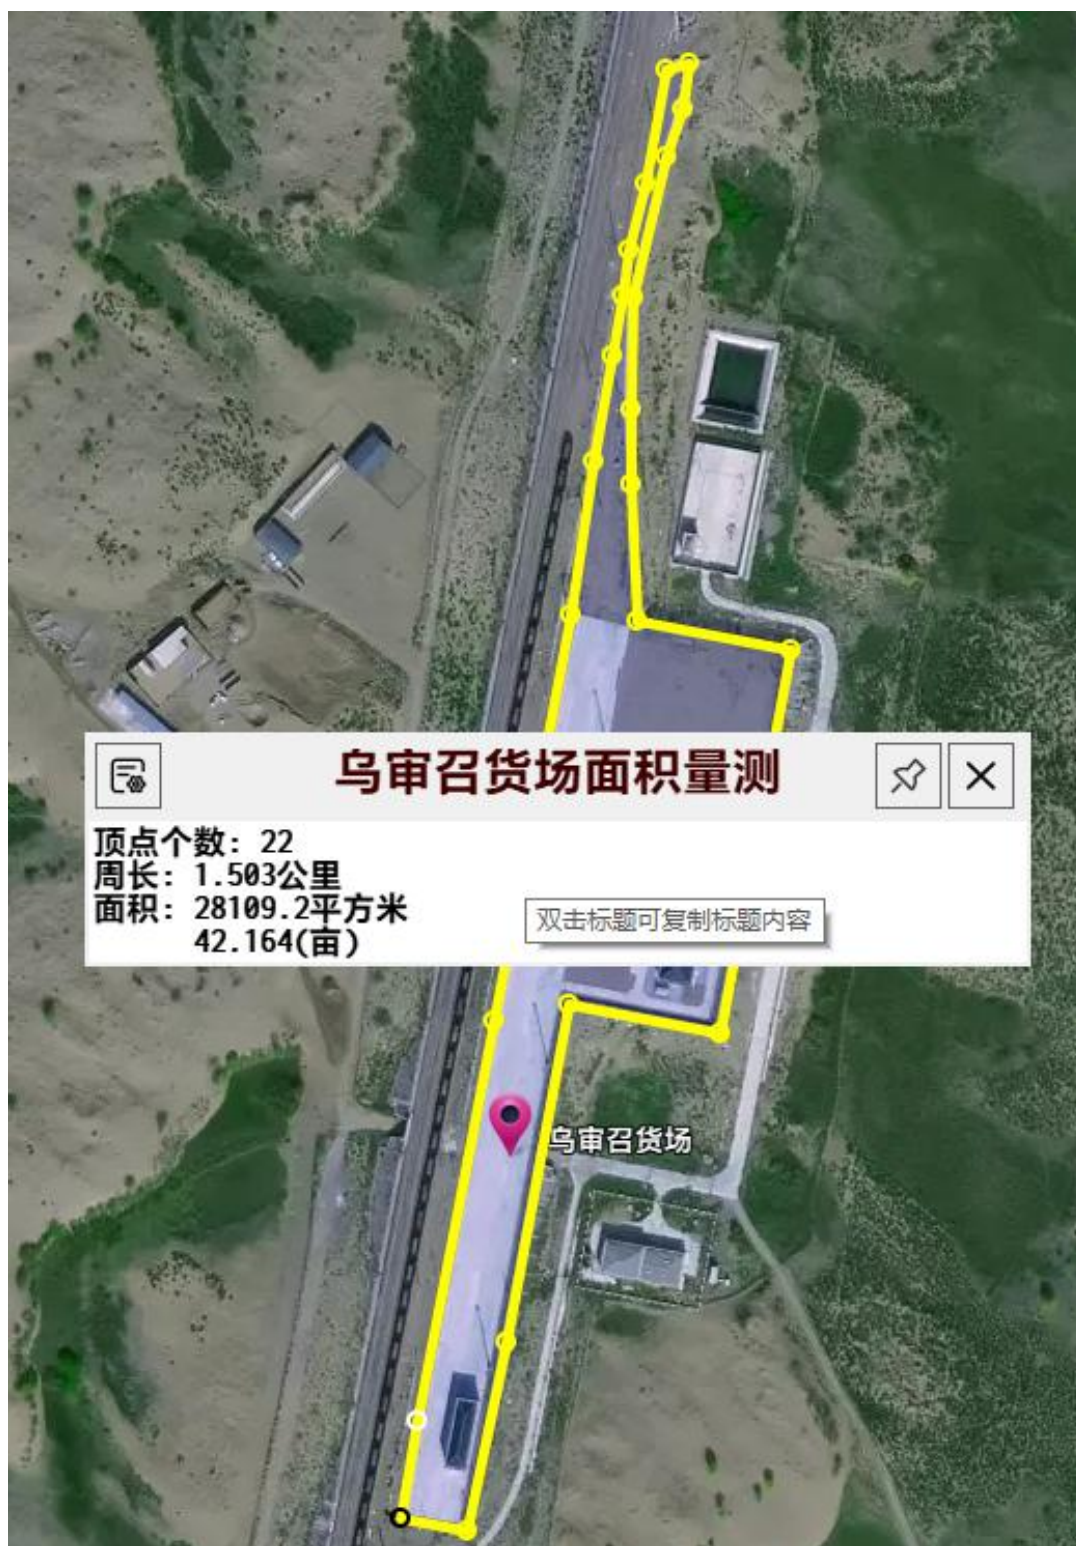 乌审召货场面积量测
顶点个数: 22
周长: 1.503公里
面积: 28109.2平方米
42.164(亩)
双击标题可复制标题内容
乌审召货场